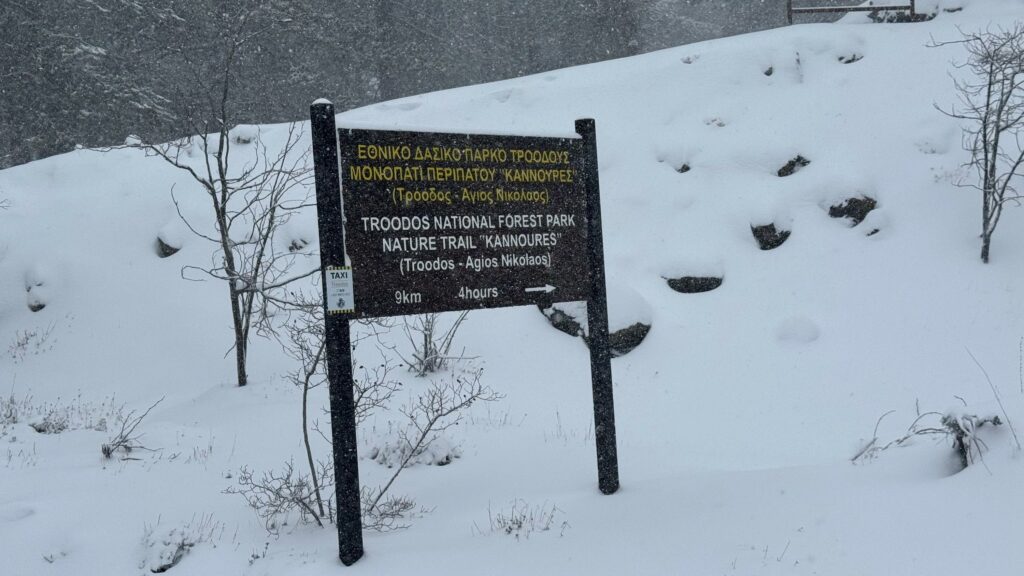 ΕΘΝΙΚΟ ΔΑΣΙΚΟ ΠΑΡΚΟ ΤΡΟΟΔΟΥΣ
ΜΟΝΟΠΑΤΙ ΠΕΡΙΠΑΤΟΥ "ΚΑΝΝΟΥΡΕΣ"
(Τρόοδος - Άγιος Νικόλαος)
TROODOS NATIONAL FOREST PARK
NATURE TRAIL "KANNOURES"
(Troodos - Agios Nikolaos)
9km 4hours
TAXI
Troodos